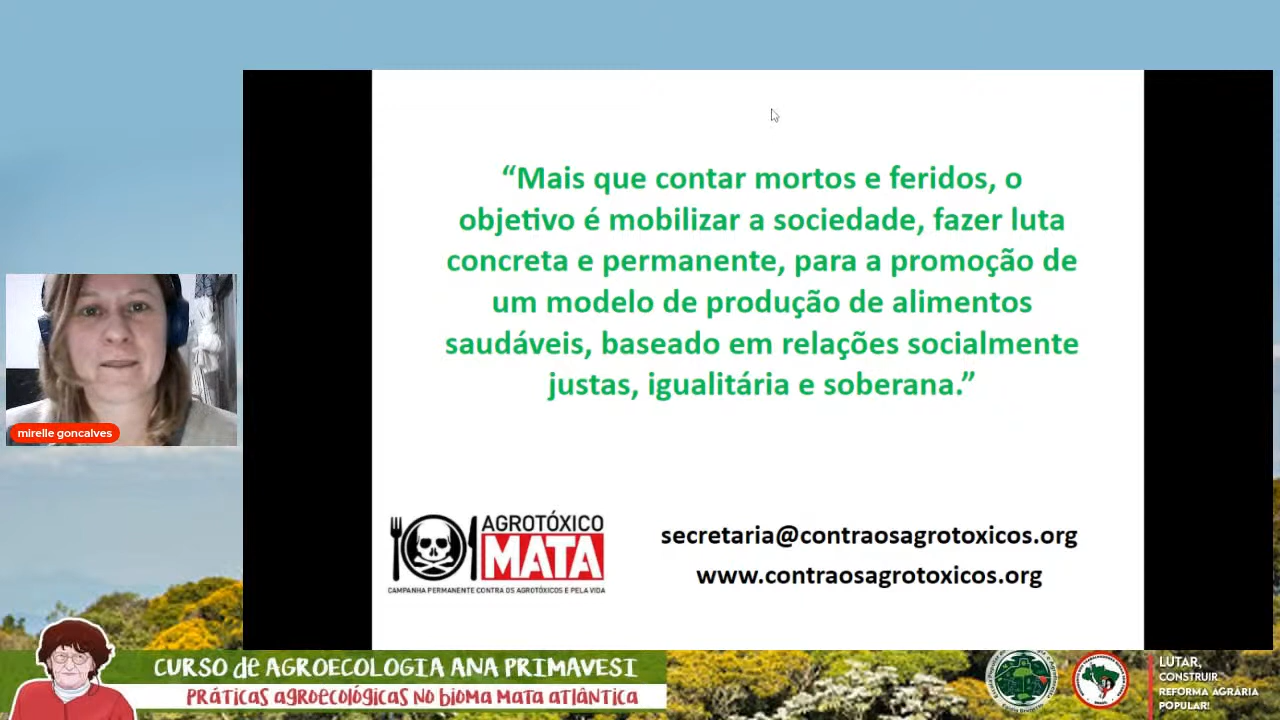 “Mais que contar mortos e feridos, o
objetivo é mobilizar a sociedade, fazer luta
concreta e permanente, para a promoção de
um modelo de produção de alimentos
saudáveis, baseado em relações socialmente
justas, igualitária e soberana.”
mirelle goncalves
AGROTÓXICO
MATA
CAMPANHA PERMANENTE CONTRA OS AGROTÓXICOS E PELA VIDA
secretaria@contraosagrotoxicos.org
www.contraosagrotoxicos.org
CURSO de AGROECOLOGIA ANA PRIMAVESI
PRÁTICAS agroecológicas no bioma mata atlântica
LUTAR,
CONSTRUIR
REFORMA AGRÁRIA
POPULAR!